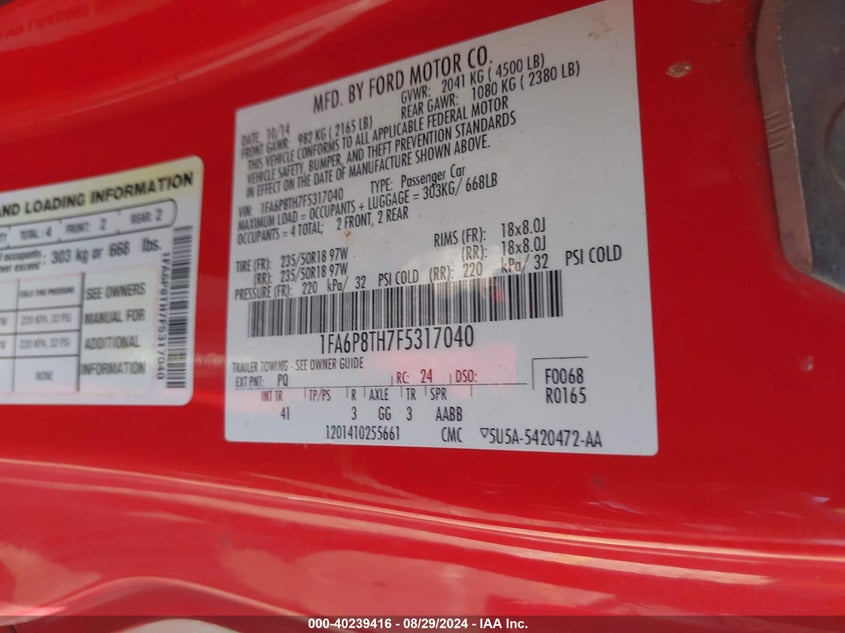 MFD. BY FORD MOTOR CO.
DATE: 10/14 GVWR: 2041 KG (4500 LB)
FRONT GAWR: 982 KG (2165 LB) REAR GAWR: 1080 KG (2380 LB)
THIS VEHICLE CONFORMS TO ALL APPLICABLE FEDERAL MOTOR
VEHICLE SAFETY, BUMPER, AND THEFT PREVENTION STANDARDS
IN EFFECT ON THE DATE OF MANUFACTURE SHOWN ABOVE.
VIN: 1FA6P8TH7F5317040 TYPE: Passenger Car
MAXIMUM LOAD = OCCUPANTS + LUGGAGE = 303KG/668LB
OCCUPANTS = 4 TOTAL; 2 FRONT, 2 REAR
TIRE (FR): 235/50R18 97W RIMS (FR): 18x8.0J
(RR): 235/50R18 97W (RR): 18x8.0J
PRESSURE (FR): 220 kPa/ 32 PSI COLD (RR): 220 kPa/ 32 PSI COLD
1FA6P8TH7F5317040
TRAILER TOWING - SEE OWNER GUIDE
EXT PNT: PQ RC: 24 DSO: F0068
R0165
INT TR TP/PS R AXLE TR SPR
41 3 GG 3 AABB
1201410255661 CMC ▽5U5A-5420472-AA
AND LOADING INFORMATION
TOTAL: 4 FRONT: 2 REAR: 2
occupants: 303 kg or 668 lbs.
exceed
COLD TIRE PRESSURE SEE OWNERS
220 KPA, 32 PSI MANUAL FOR
220 KPA, 32 PSI ADDITIONAL
NONE INFORMATION
1FA6P8TH7F5317040
000-40239416 - 08/29/2024 - IAA Inc.